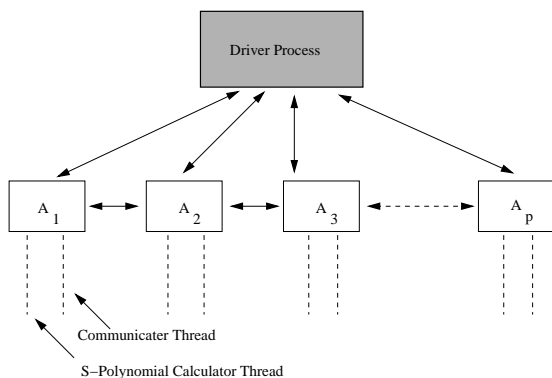 Driver Process
A 1
A 2
A 3
A p
Communicater Thread
S−Polynomial Calculator Thread